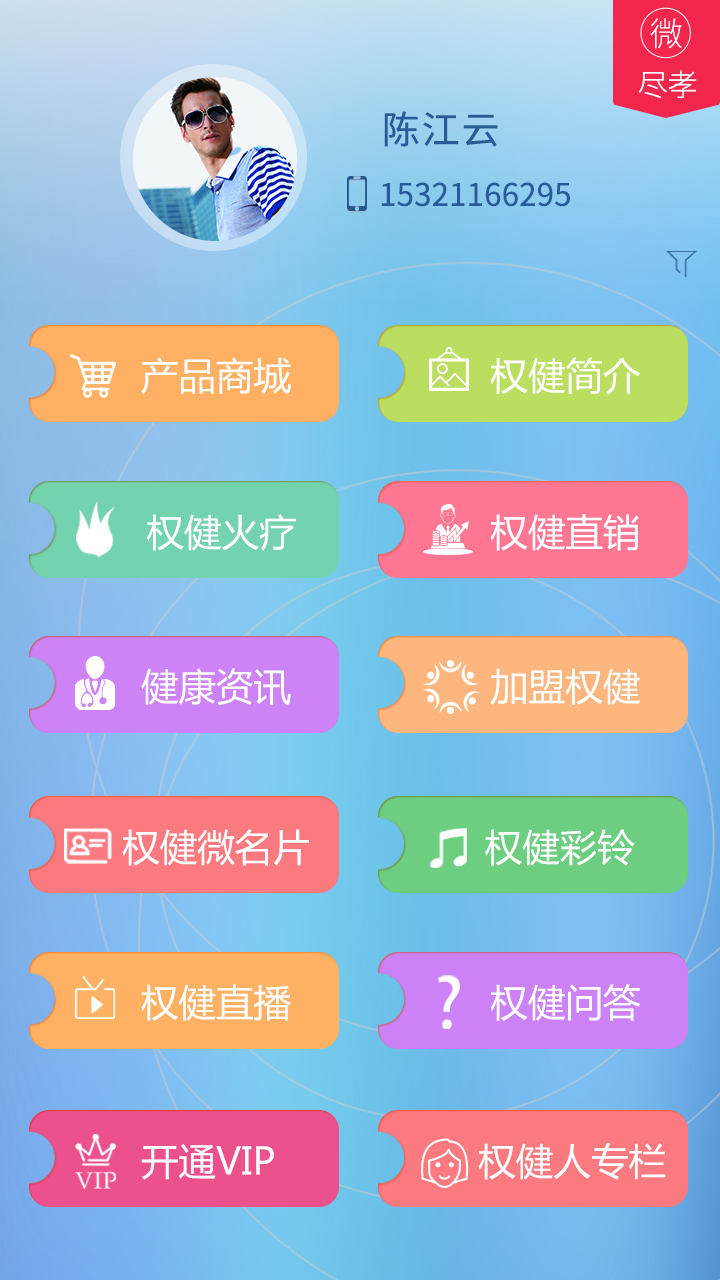 微
尽孝
陈江云
15321166295
产品商城
权健简介
权健火疗
权健直销
健康资讯
加盟权健
权健微名片
权健彩铃
权健直播
权健问答
VIP
开通VIP
权健人专栏